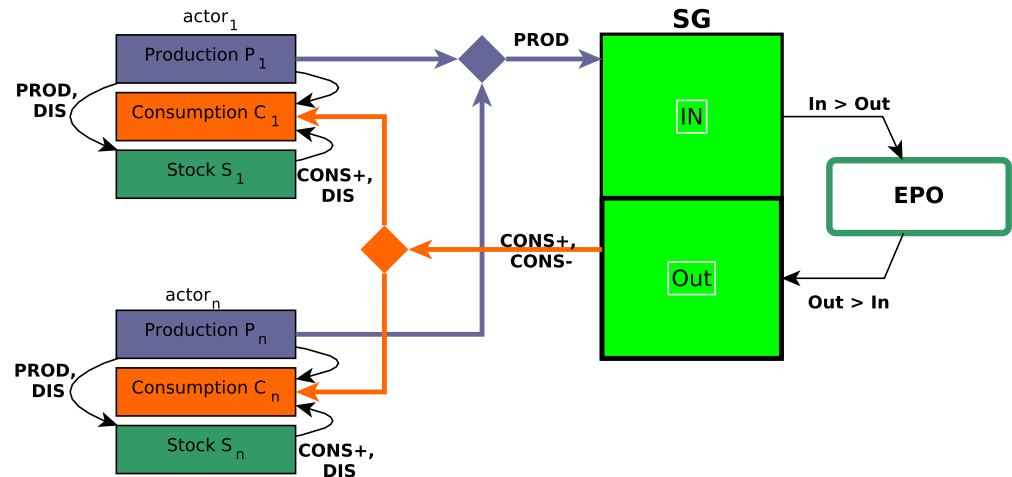 actor1
SG
Production P1
PROD
PROD,
DIS
Consumption C1
IN
In > Out
Stock S1
CONS+,
DIS
EPO
CONS+,
CONS-
Out
Out > In
actorn
Production Pn
PROD,
DIS
Consumption Cn
Stock Sn
CONS+,
DIS